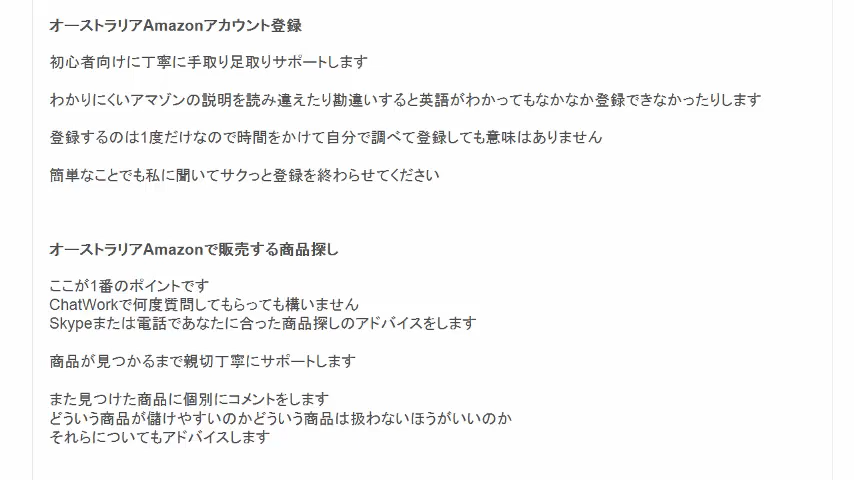 オーストラリアAmazonアカウント登録
初心者向けに丁寧に手取り足取りサポートします
わかりにくいアマゾンの説明を読み違えたり勘違いすると英語がわかってもなかなか登録できなかったりします
登録するのは1度だけなので時間をかけて自分で調べて登録しても意味はありません
簡単なことでも私に聞いてサクっと登録を終わらせてください
オーストラリアAmazonで販売する商品探し
ここが1番のポイントです
ChatWorkで何度質問してもらっても構いません
Skypeまたは電話であなたに合った商品探しのアドバイスをします
商品が見つかるまで親切丁寧にサポートします
また見つけた商品に個別にコメントをします
どういう商品が儲けやすいのかどういう商品は扱わないほうがいいのか
それらについてもアドバイスします